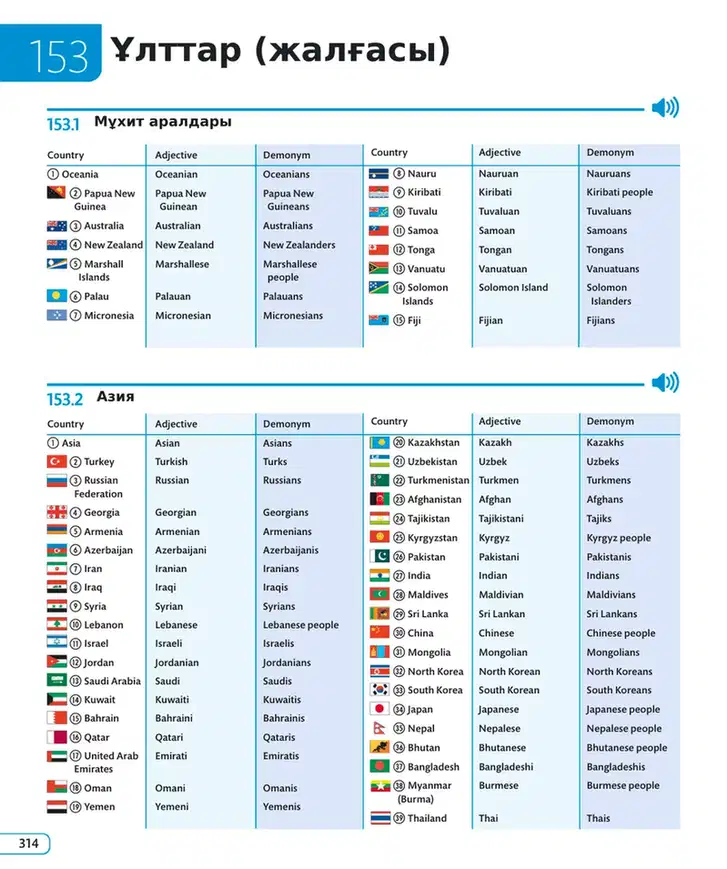 153 Ұлттар (жалғасы)
153.1 Мұхит аралдары
Country Adjective Demonym
① Oceania Oceanian Oceanians
② Papua New Papua New Papua New
Guinea Guinean Guineans
③ Australia Australian Australians
④ New Zealand New Zealand New Zealanders
⑤ Marshall Marshallese Marshallese
Islands people
⑥ Palau Palauan Palauans
⑦ Micronesia Micronesian Micronesians
Country Adjective Demonym
⑧ Nauru Nauruan Nauruans
⑨ Kiribati Kiribati Kiribati people
⑩ Tuvalu Tuvaluan Tuvaluans
⑪ Samoa Samoan Samoans
⑫ Tonga Tongan Tongans
⑬ Vanuatu Vanuatuan Vanuatuans
⑭ Solomon Solomon Island Solomon
Islands Islanders
⑮ Fiji Fijian Fijians
153.2 Азия
Country Adjective Demonym
① Asia Asian Asians
② Turkey Turkish Turks
③ Russian Russian Russians
Federation
④ Georgia Georgian Georgians
⑤ Armenia Armenian Armenians
⑥ Azerbaijan Azerbaijani Azerbaijanis
⑦ Iran Iranian Iranians
⑧ Iraq Iraqi Iraqis
⑨ Syria Syrian Syrians
⑩ Lebanon Lebanese Lebanese people
⑪ Israel Israeli Israelis
⑫ Jordan Jordanian Jordanians
⑬ Saudi Arabia Saudi Saudis
⑭ Kuwait Kuwaiti Kuwaitis
⑮ Bahrain Bahraini Bahrainis
⑯ Qatar Qatari Qataris
⑰ United Arab Emirati Emiratis
Emirates
⑱ Oman Omani Omanis
⑲ Yemen Yemeni Yemenis
Country Adjective Demonym
⑳ Kazakhstan Kazakh Kazakhs
㉑ Uzbekistan Uzbek Uzbeks
㉒ Turkmenistan Turkmen Turkmens
㉓ Afghanistan Afghan Afghans
㉔ Tajikistan Tajikistani Tajiks
㉕ Kyrgyzstan Kyrgyz Kyrgyz people
㉖ Pakistan Pakistani Pakistanis
㉗ India Indian Indians
㉘ Maldives Maldivian Maldivians
㉙ Sri Lanka Sri Lankan Sri Lankans
㉚ China Chinese Chinese people
㉛ Mongolia Mongolian Mongolians
㉜ North Korea North Korean North Koreans
㉝ South Korea South Korean South Koreans
㉞ Japan Japanese Japanese people
㉟ Nepal Nepalese Nepalese people
㊱ Bhutan Bhutanese Bhutanese people
㊲ Bangladesh Bangladeshi Bangladeshis
㊳ Myanmar Burmese Burmese people
(Burma)
㊴ Thailand Thai Thais
314